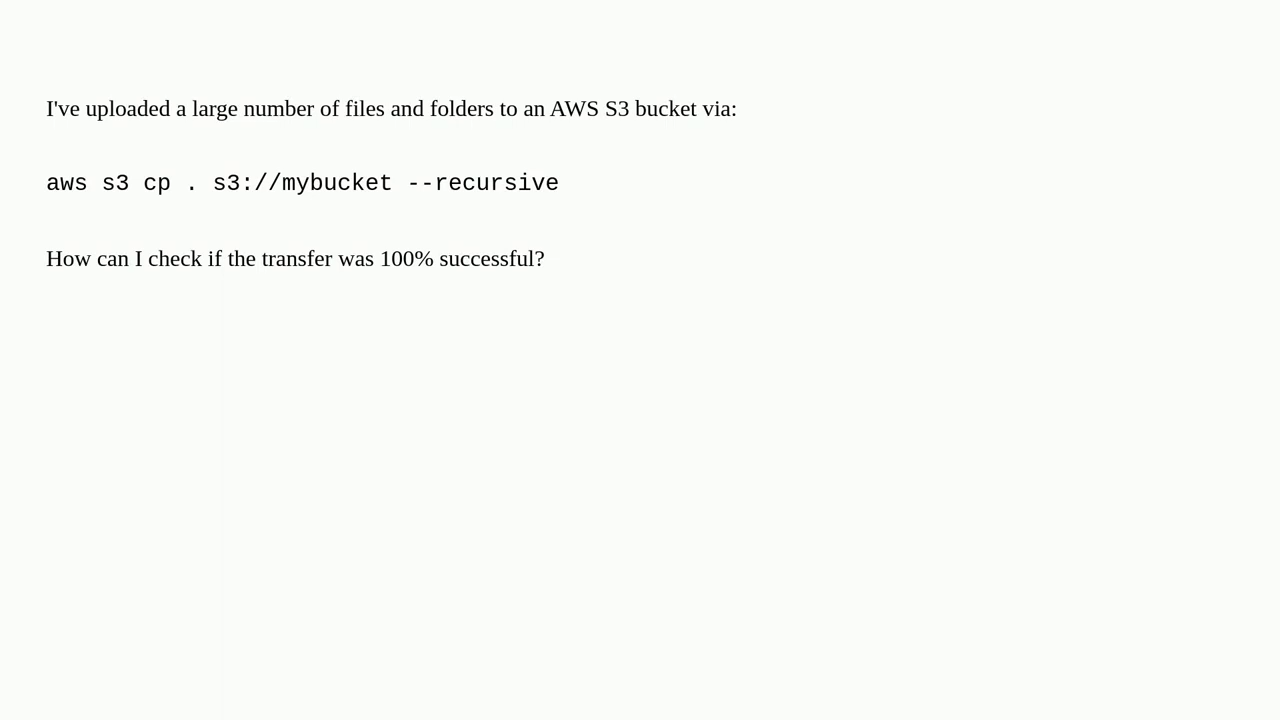 I've uploaded a large number of files and folders to an AWS S3 bucket via:
aws s3 cp . s3://mybucket --recursive
How can I check if the transfer was 100% successful?